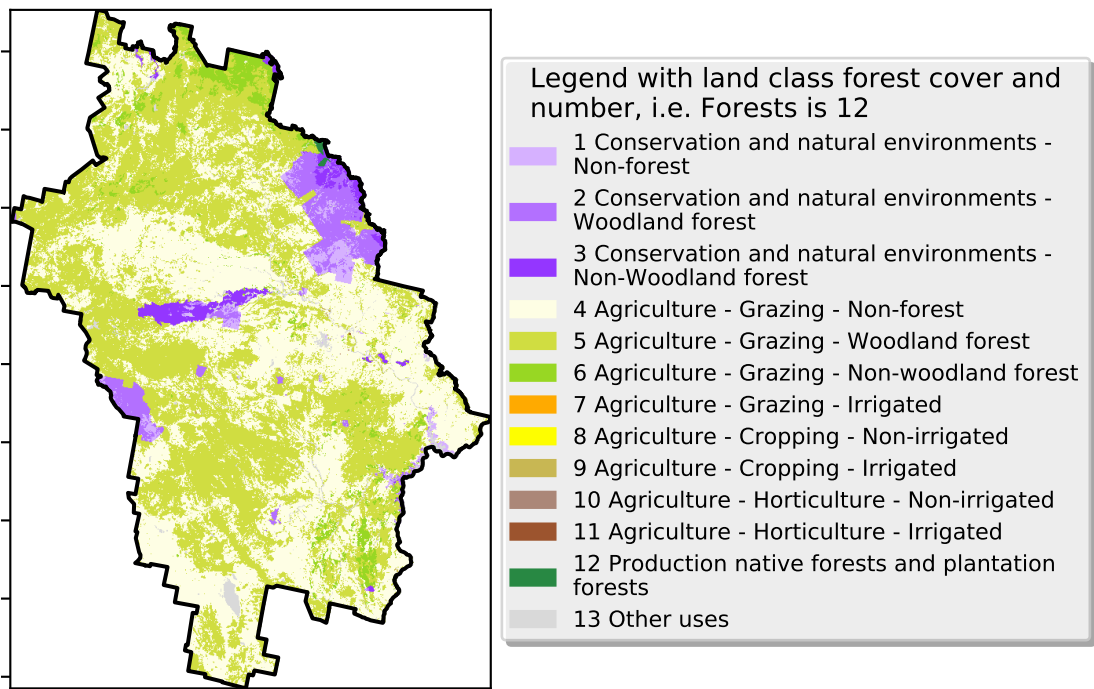 Legend with land class forest cover and
number, i.e. Forests is 12
1 Conservation and natural environments -
Non-forest
2 Conservation and natural environments -
Woodland forest
3 Conservation and natural environments -
Non-Woodland forest
4 Agriculture - Grazing - Non-forest
5 Agriculture - Grazing - Woodland forest
6 Agriculture - Grazing - Non-woodland forest
7 Agriculture - Grazing - Irrigated
8 Agriculture - Cropping - Non-irrigated
9 Agriculture - Cropping - Irrigated
10 Agriculture - Horticulture - Non-irrigated
11 Agriculture - Horticulture - Irrigated
12 Production native forests and plantation
forests
13 Other uses